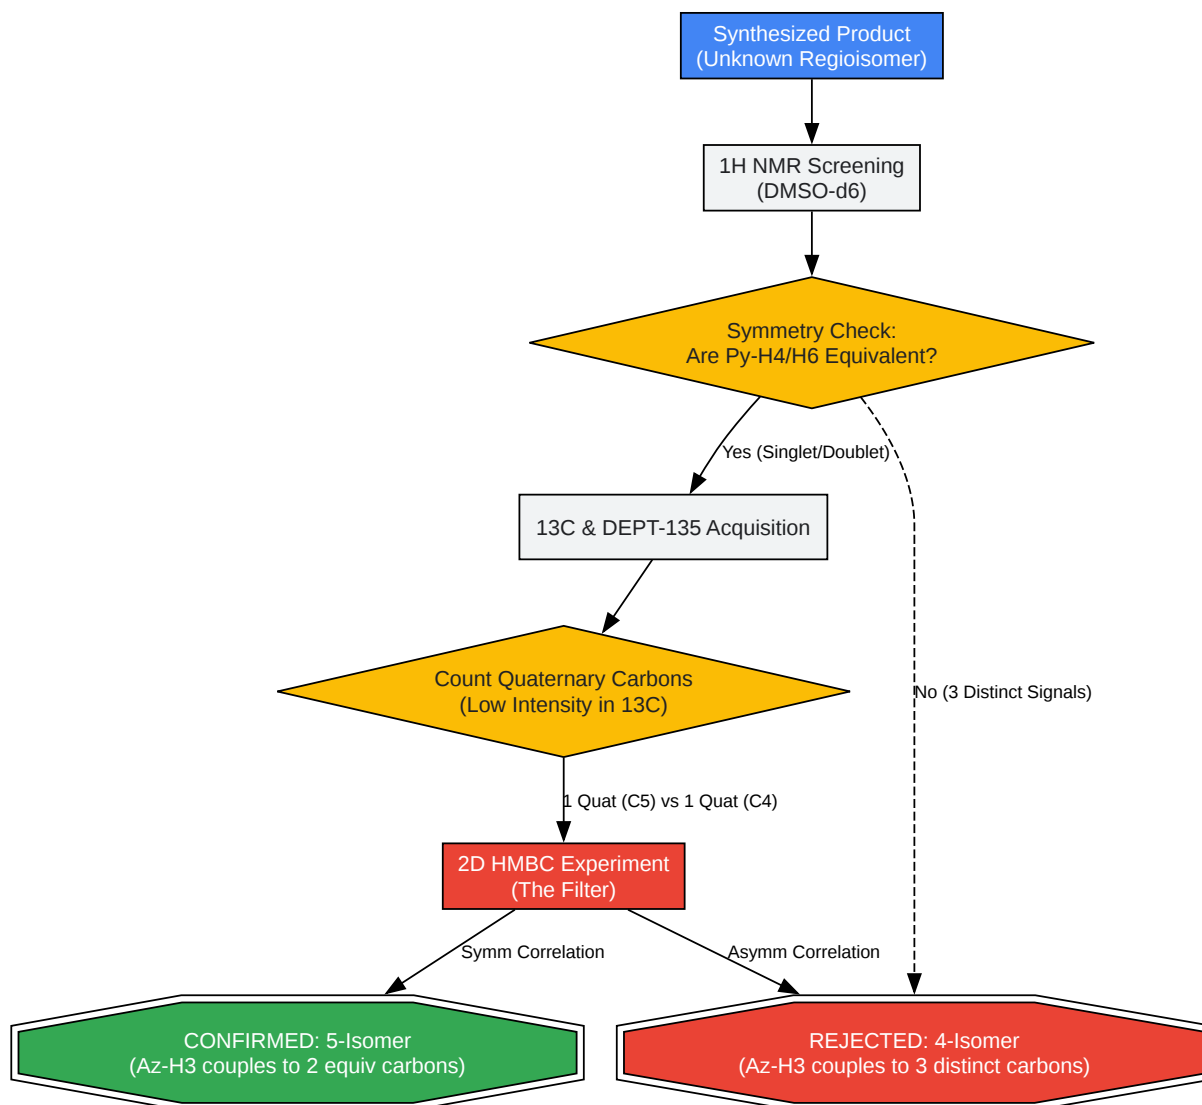 Synthesized Product
(Unknown Regioisomer)
1H NMR Screening
(DMSO-d6)
Symmetry Check:
Are Py-H4/H6 Equivalent?
Yes (Singlet/Doublet)
13C & DEPT-135 Acquisition
Count Quaternary Carbons
(Low Intensity in 13C)
No (3 Distinct Signals)
1 Quat (C5) vs 1 Quat (C4)
2D HMBC Experiment
(The Filter)
Symm Correlation
Asymm Correlation
CONFIRMED: 5-Isomer
(Az-H3 couples to 2 equiv carbons)
REJECTED: 4-Isomer
(Az-H3 couples to 3 distinct carbons)